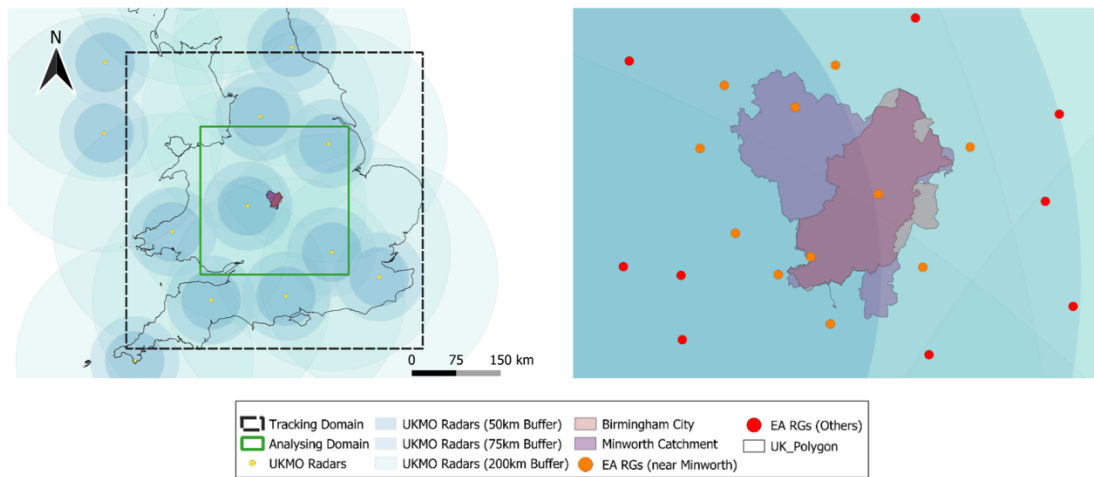 N
0 75 150 km
Tracking Domain UKMO Radars (50km Buffer) Birmingham City EA RGs (Others)
Analysing Domain UKMO Radars (75km Buffer) Minworth Catchment UK_Polygon
UKMO Radars UKMO Radars (200km Buffer) EA RGs (near Minworth)